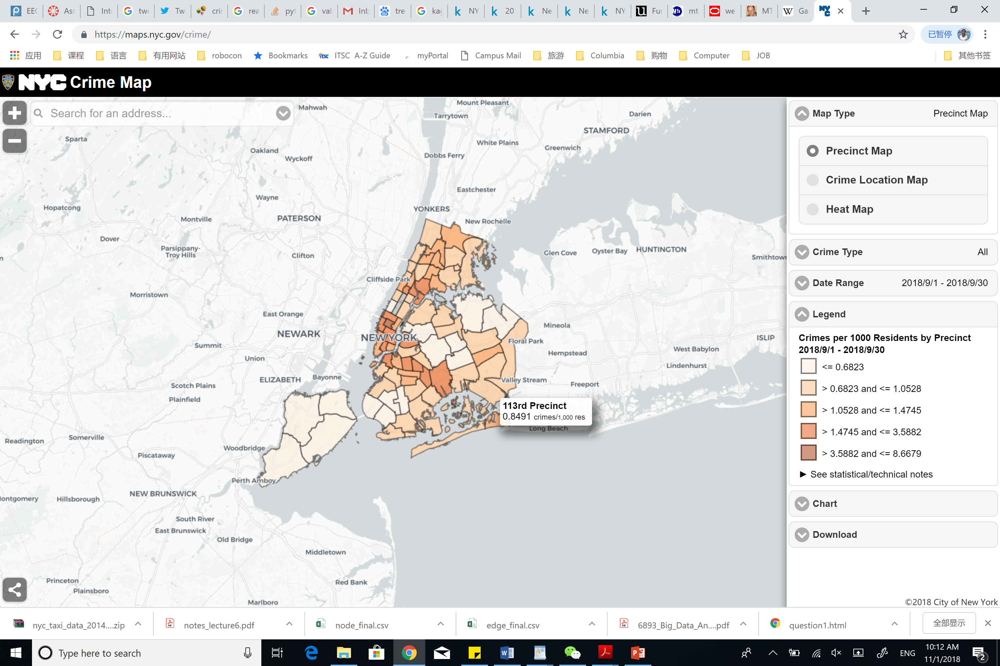 EEC
Ass
Intr
twe
Twi
crir
rea
pyt
val
Inb
tre
kag
NY
20
Ne
Ne
NY
Fur
mt
we
MT
Ga
https://maps.nyc.gov/crime/
已暂停
应用
课程
语言
有用网站
robocon
Bookmarks
ITSC A-Z Guide
myPortal
Campus Mail
旅游
Columbia
购物
Computer
JOB
其他书签
NYC Crime Map
Search for an address...
Mahwah
Mount Pleasant
Tarrytown
Darien
STAMFORD
Sparta
White Plains
Greenwich
Oakland
Wyckoff
Dobbs Ferry
Eastchester
Wayne
Hopatcong
YONKERS
PATERSON
Montville
New Rochelle
Dover
Parsippany-
Troy Hills
Clifton
Glen Cove
Oyster Bay
HUNTINGTON
Smithtow
Cliffside Park
Morristown
East Orange
Mineola
NEWARK
NEW YORK
ISLIP
Floral Park
Summit
West Babylon
Hempstead
Union
Lindenhurst
ELIZABETH
Bayonne
Valley Stream
Freeport
Scotch Plains
Plainfield
113rd Precinct
0.8491 crimes/1,000 res
Long Beach
Readington
Somerville
Woodbridge
Piscataway
Perth Amboy
NEW BRUNSWICK
ontgomery
Hillsborough
South River
East Brunswick
Old Bridge
Middletown
Princeton
Plainsboro
Red Bank
Marlboro
Map Type
Precinct Map
Precinct Map
Crime Location Map
Heat Map
Crime Type
All
Date Range
2018/9/1 - 2018/9/30
Legend
Crimes per 1000 Residents by Precinct
2018/9/1 - 2018/9/30
<= 0.6823
> 0.6823 and <= 1.0528
> 1.0528 and <= 1.4745
> 1.4745 and <= 3.5882
> 3.5882 and <= 8.6679
► See statistical/technical notes
Chart
Download
©2018 City of New York
nyc_taxi_data_2014....zip
notes_lecture6.pdf
node_final.csv
edge_final.csv
6893_Big_Data_An....pdf
question1.html
全部显示
Type here to search
ENG
10:12 AM
11/1/2018
2